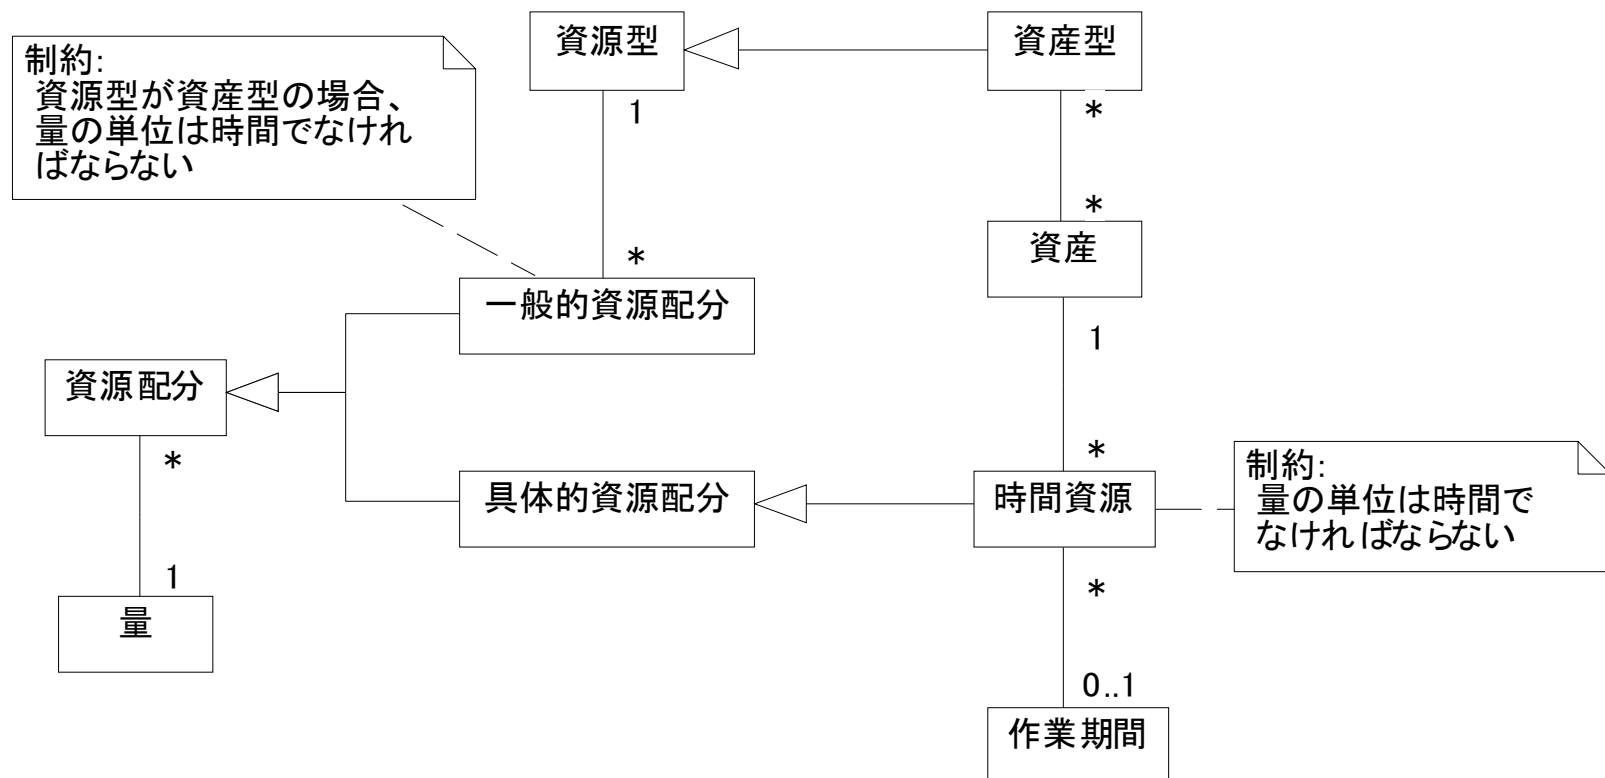 資源型
資産型
制約:
資源型が資産型の場合、
量の単位は時間でなけれ
ばならない
1
*
*
資産
*
一般的資源配分
1
資源配分
*
*
具体的資源配分
時間資源
制約:
量の単位は時間で
なければならない
1
*
量
0..1
作業期間